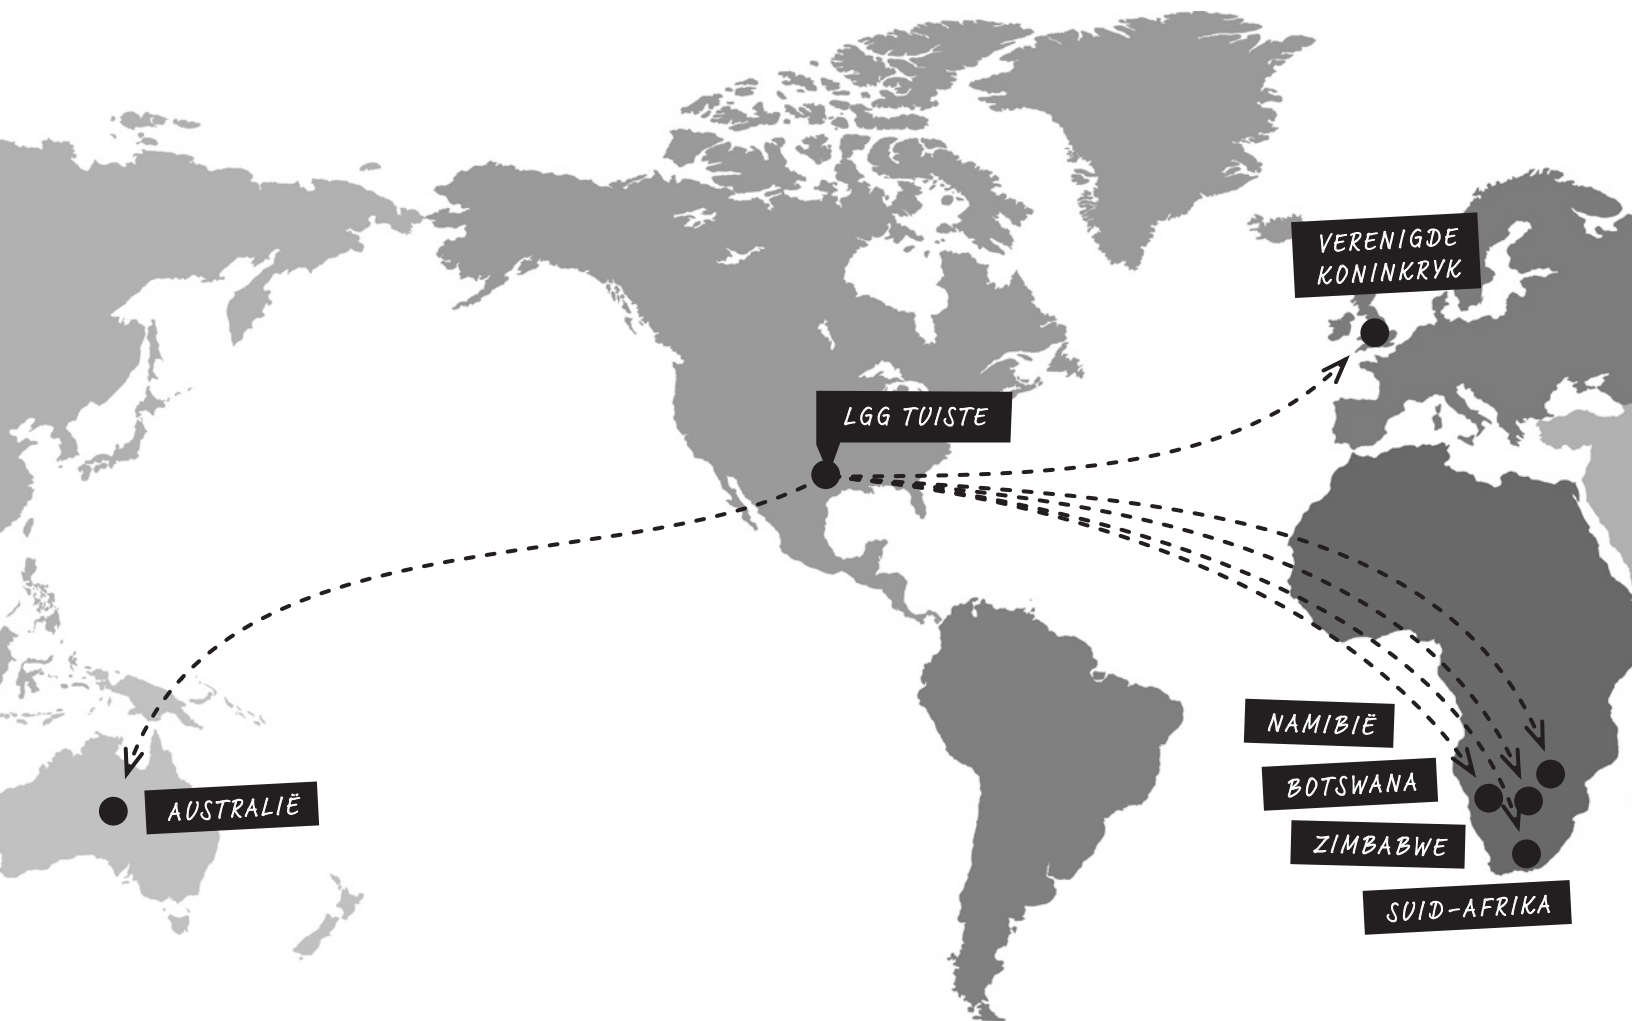 VERENIGDE
KONINKRYK
LGG TUISTE
NAMIBIË
BOTSWANA
AUSTRALIË
ZIMBABWE
SUID-AFRIKA